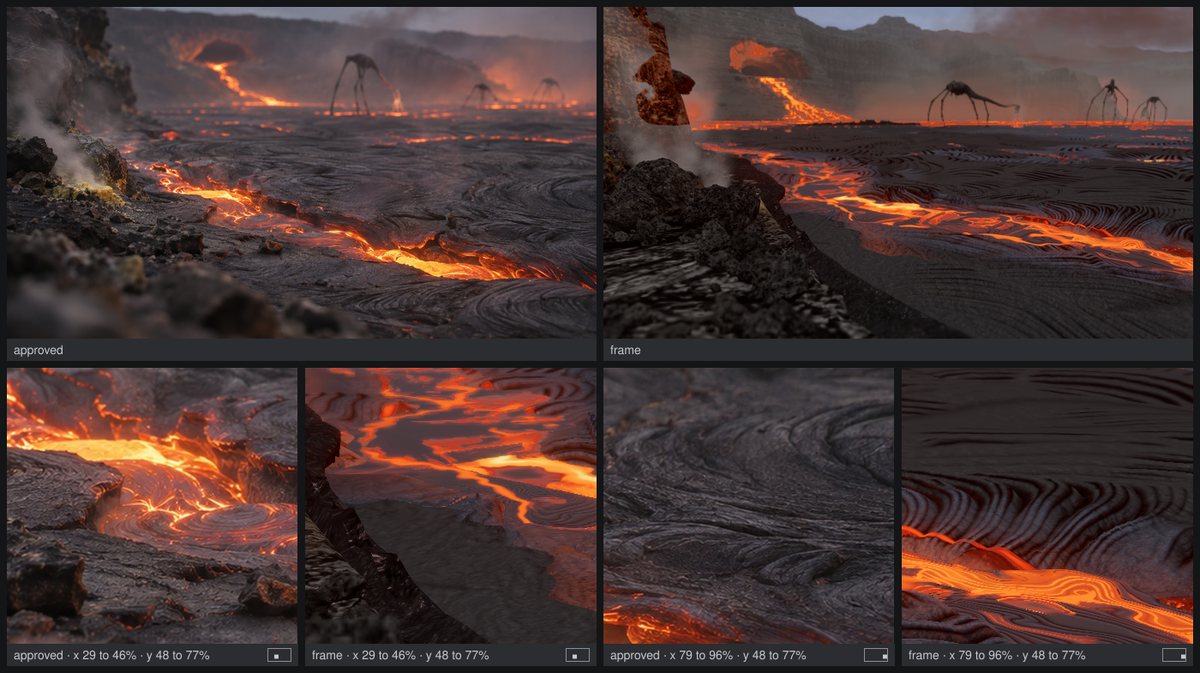 approved
frame
approved · x 29 to 46% · y 48 to 77%
frame · x 29 to 46% · y 48 to 77%
approved · x 79 to 96% · y 48 to 77%
frame · x 79 to 96% · y 48 to 77%